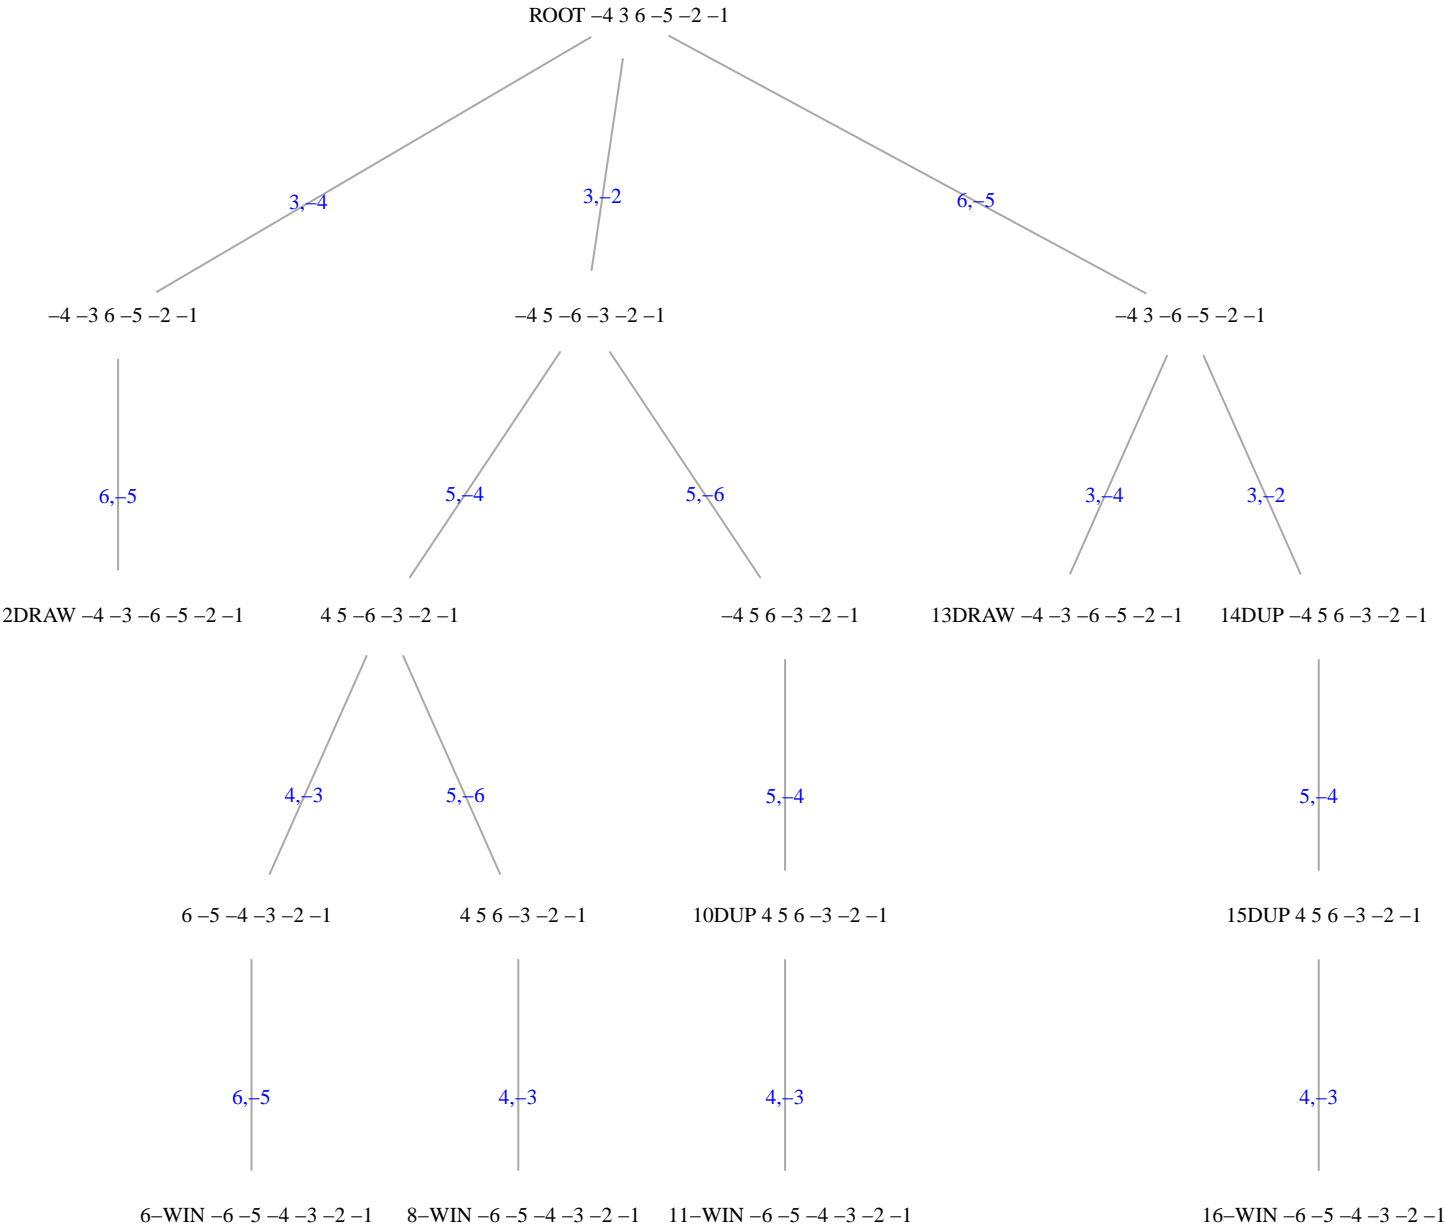 ROOT –4 3 6 –5 –2 –1
3,–4 3,–2 6,–5
–4 –3 6 –5 –2 –1 –4 5 –6 –3 –2 –1 –4 3 –6 –5 –2 –1
6,–5 5,–4 5,–6 3,–4 3,–2
2DRAW –4 –3 –6 –5 –2 –1 4 5 –6 –3 –2 –1 –4 5 6 –3 –2 –1 13DRAW –4 –3 –6 –5 –2 –1 14DUP –4 5 6 –3 –2 –1
4,–3 5,–6 5,–4 5,–4
6 –5 –4 –3 –2 –1 4 5 6 –3 –2 –1 10DUP 4 5 6 –3 –2 –1 15DUP 4 5 6 –3 –2 –1
6,–5 4,–3 4,–3 4,–3
6–WIN –6 –5 –4 –3 –2 –1 8–WIN –6 –5 –4 –3 –2 –1 11–WIN –6 –5 –4 –3 –2 –1 16–WIN –6 –5 –4 –3 –2 –1